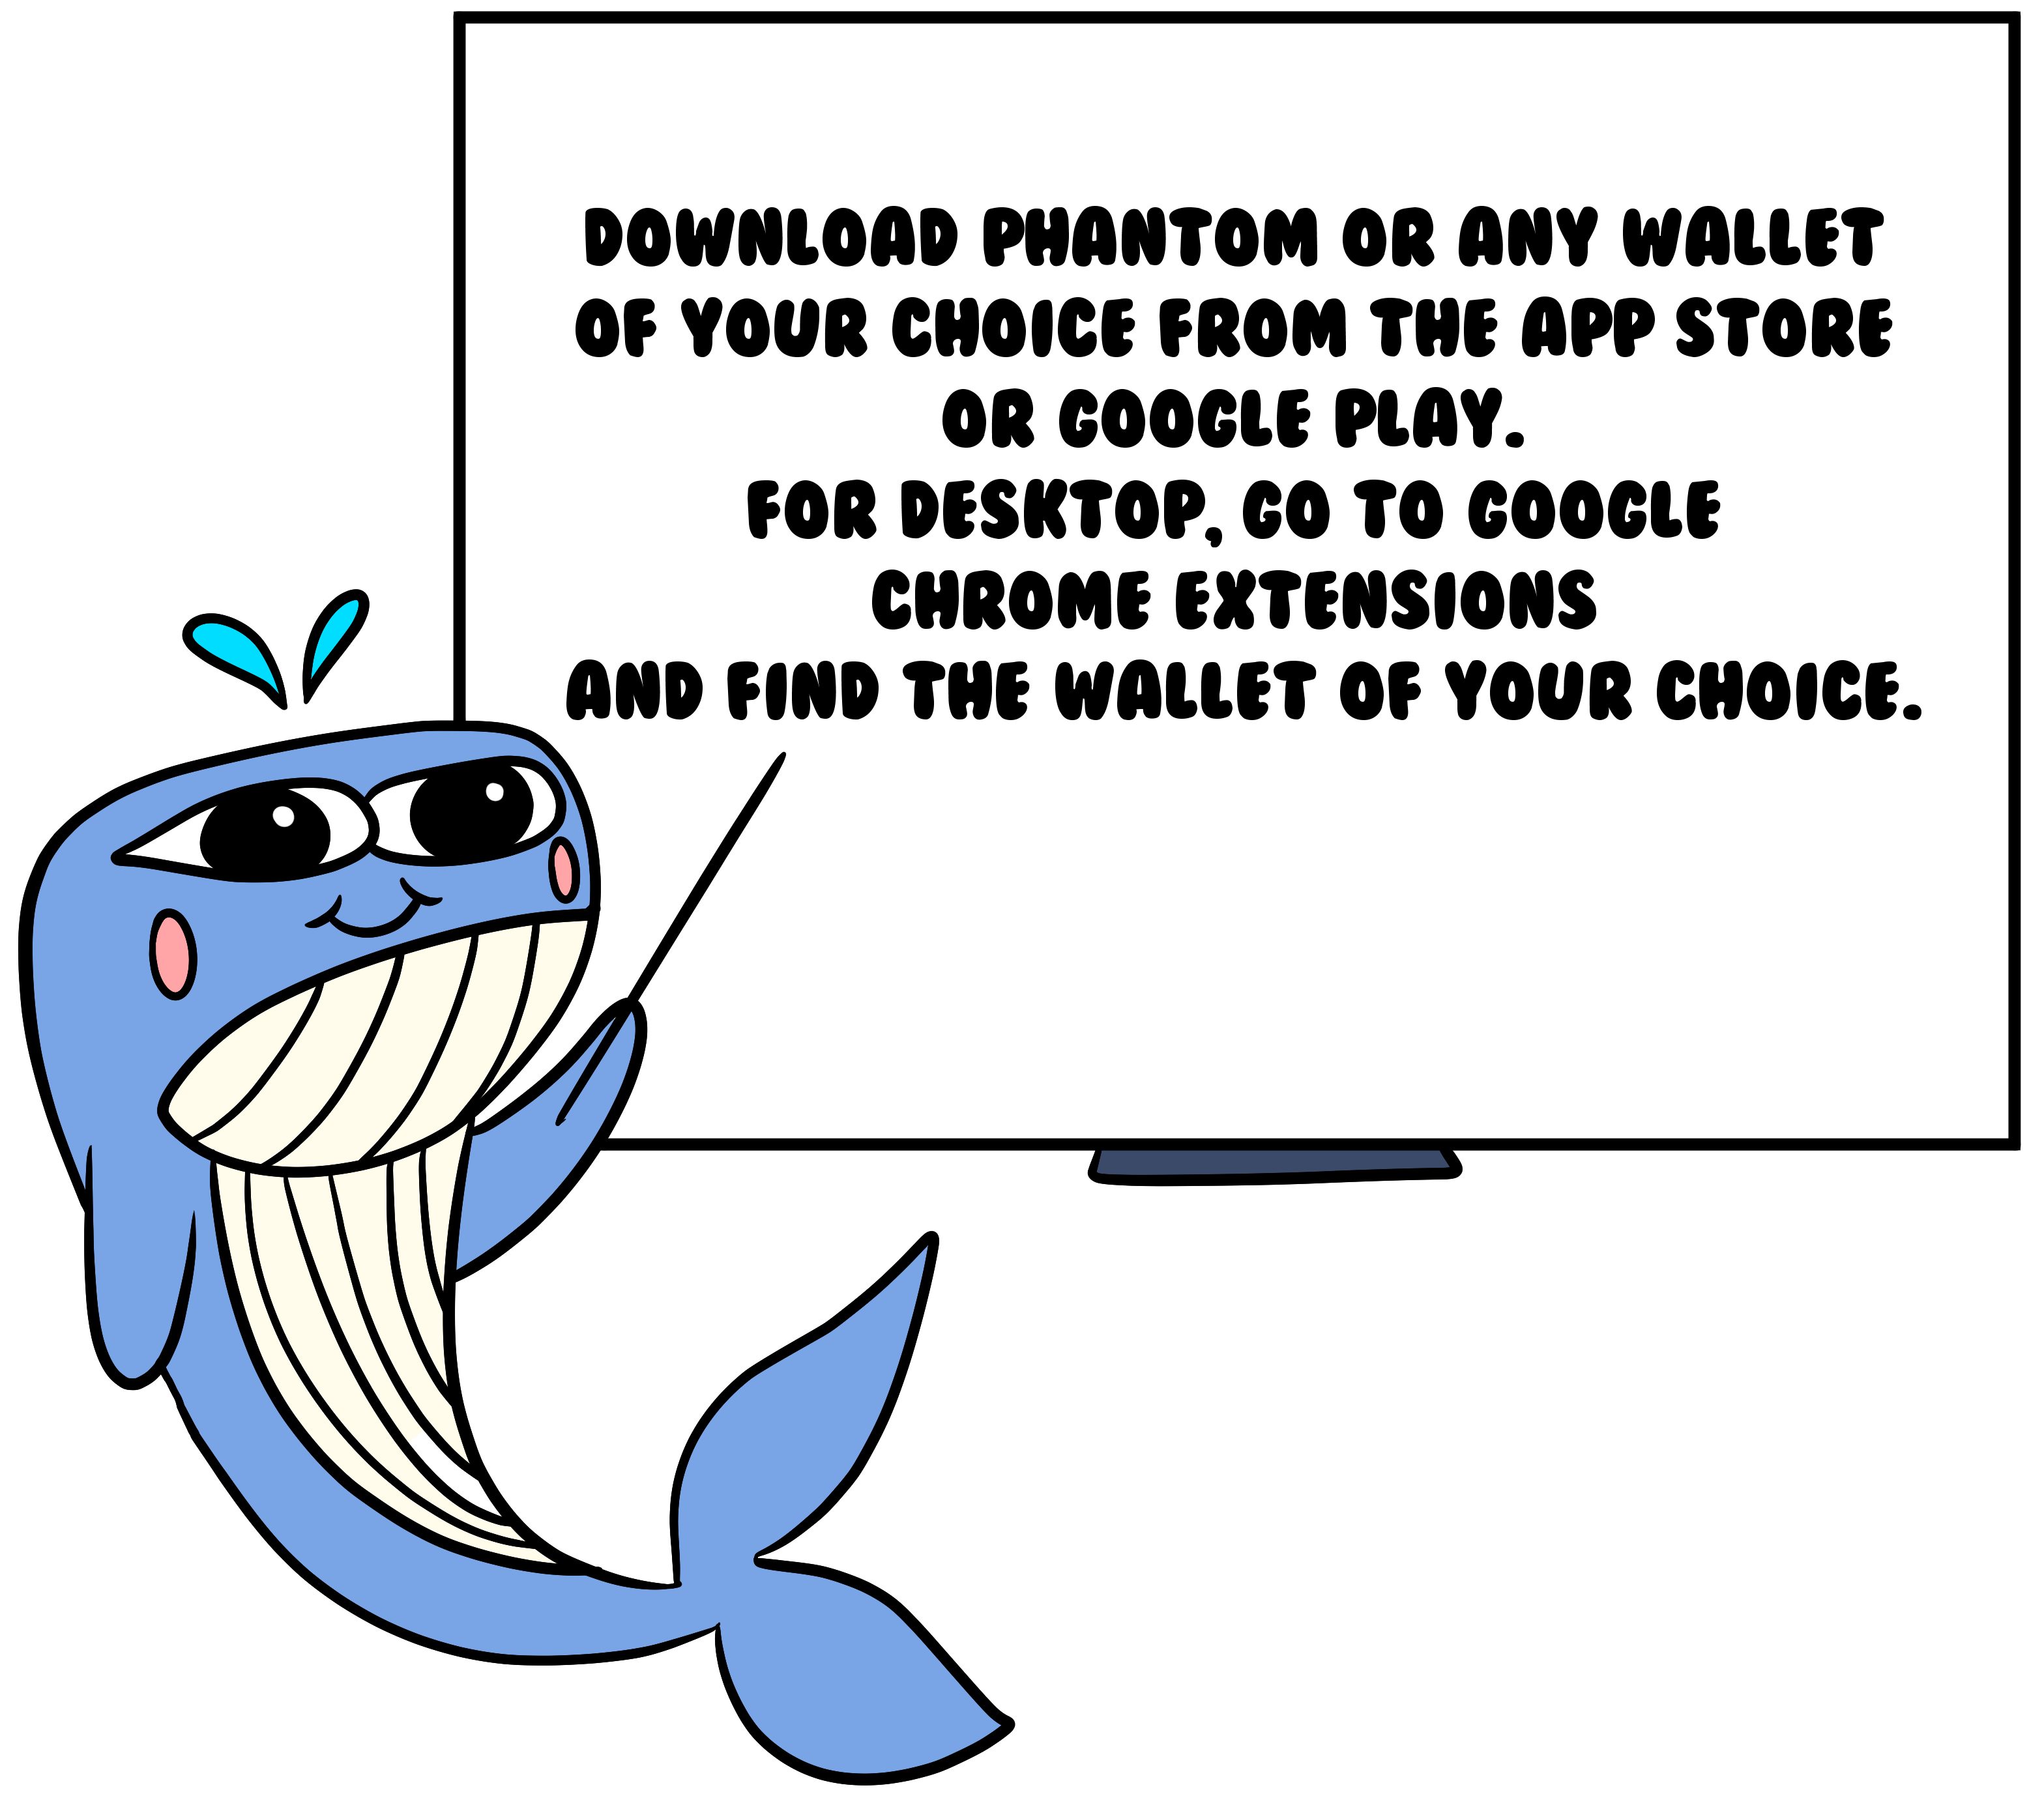 DOWNLOAD PHANTOM OR ANY WALLET
OF YOUR CHOICE FROM THE APP STORE
OR GOOGLE PLAY.
FOR DESKTOP, GO TO GOOGLE
CHROME EXTENSIONS
AND FIND THE WALLET OF YOUR CHOICE.